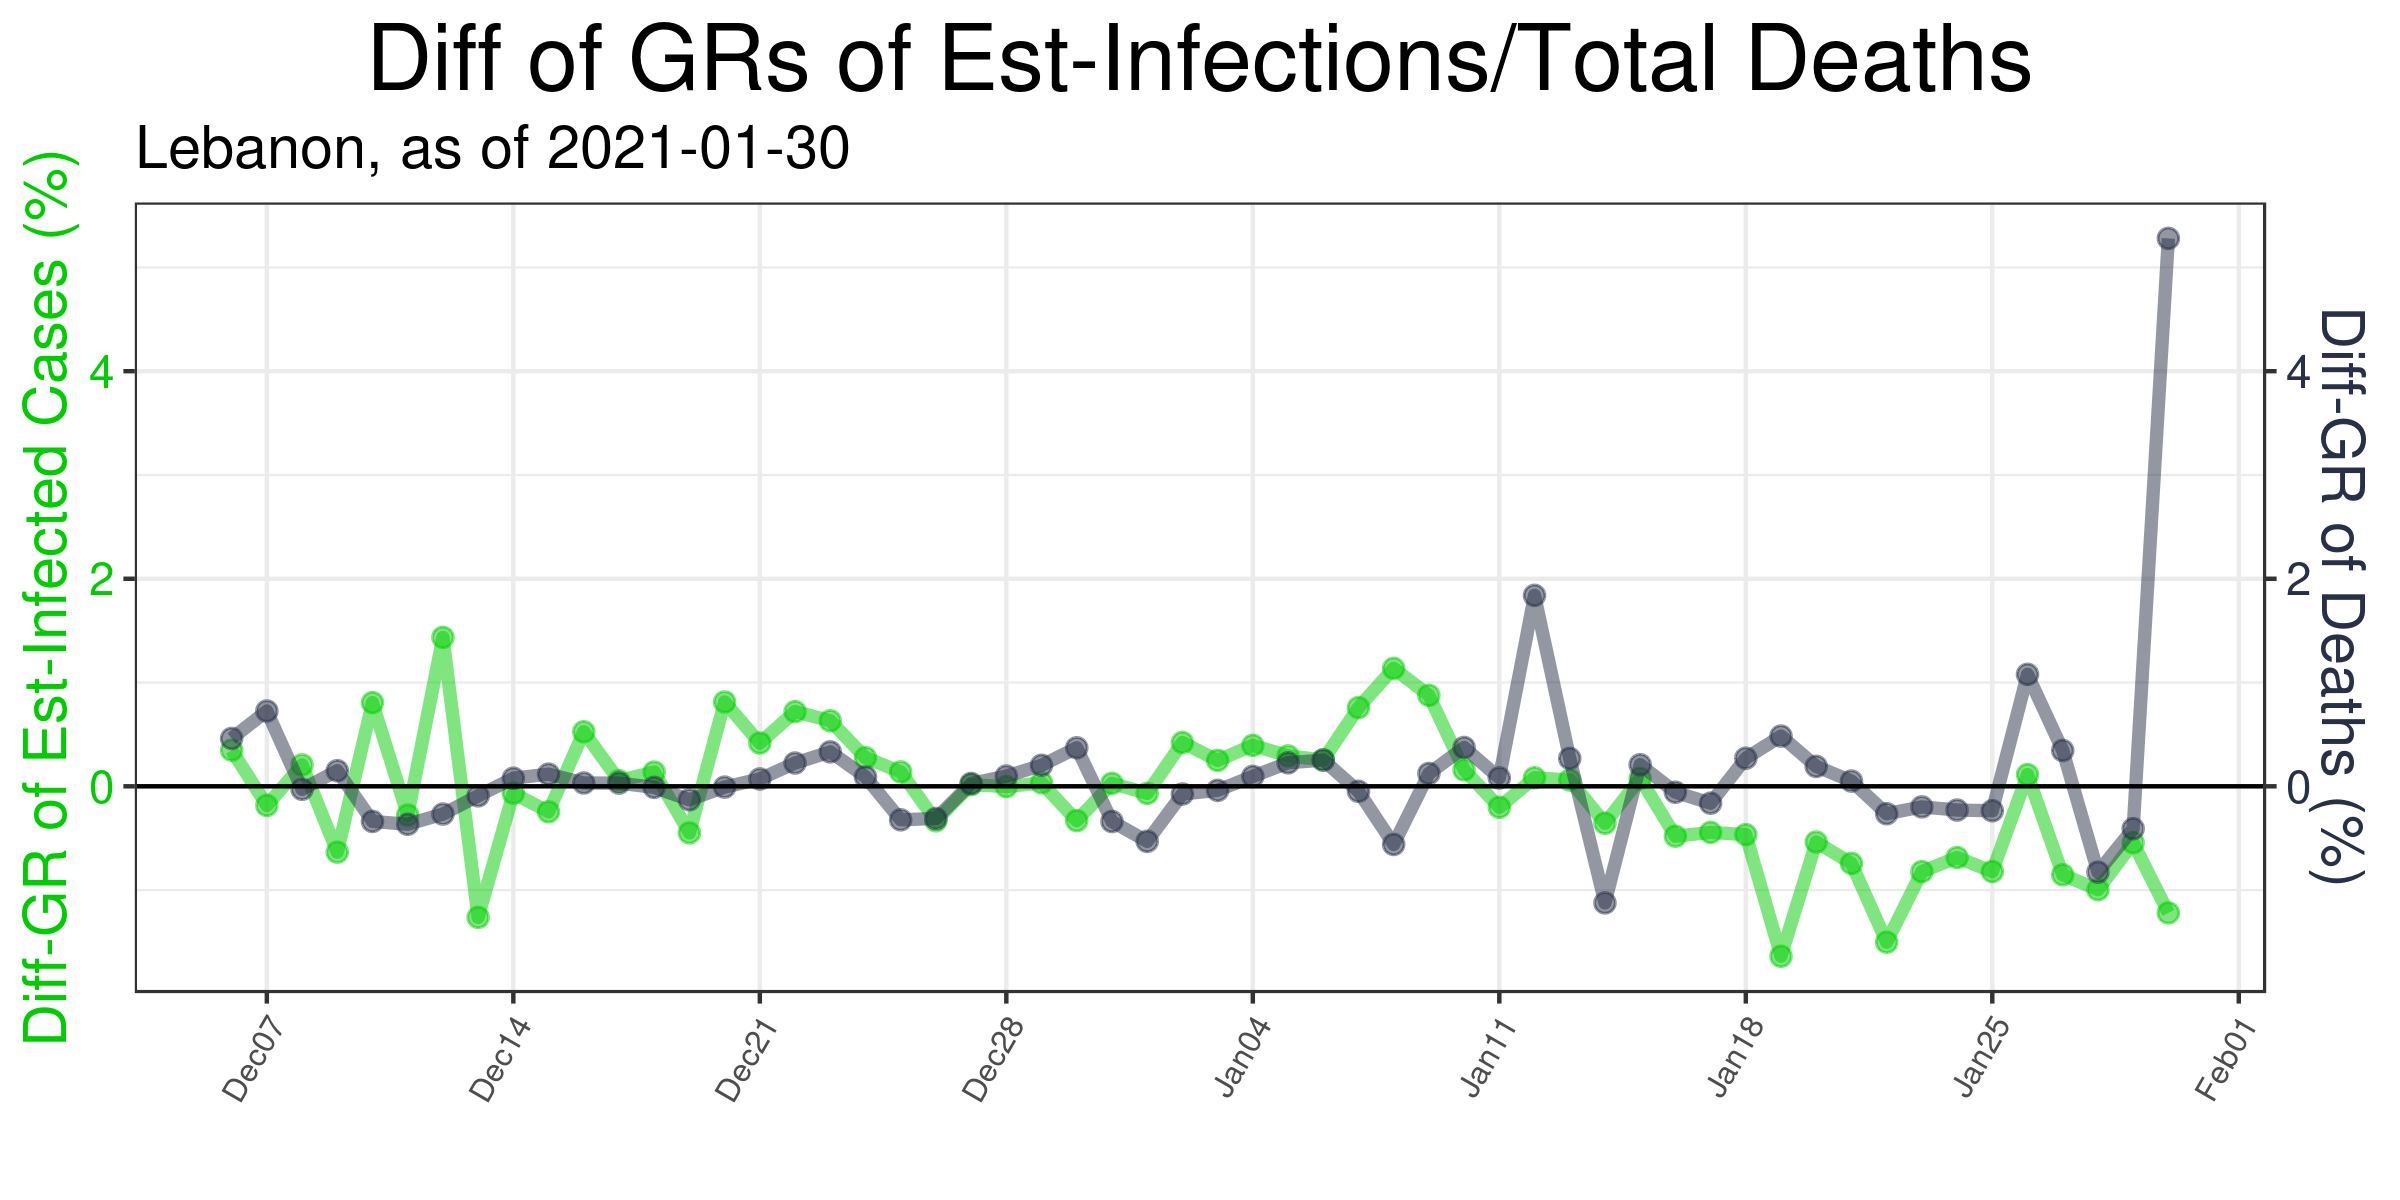 Diff of GRs of Est-Infections/Total Deaths
Lebanon, as of 2021-01-30
Diff-GR of Est-Infected Cases (%)
4
2
0
4
2
0
Diff-GR of Deaths (%)
Dec07
Dec14
Dec21
Dec28
Jan04
Jan11
Jan18
Jan25
Feb01